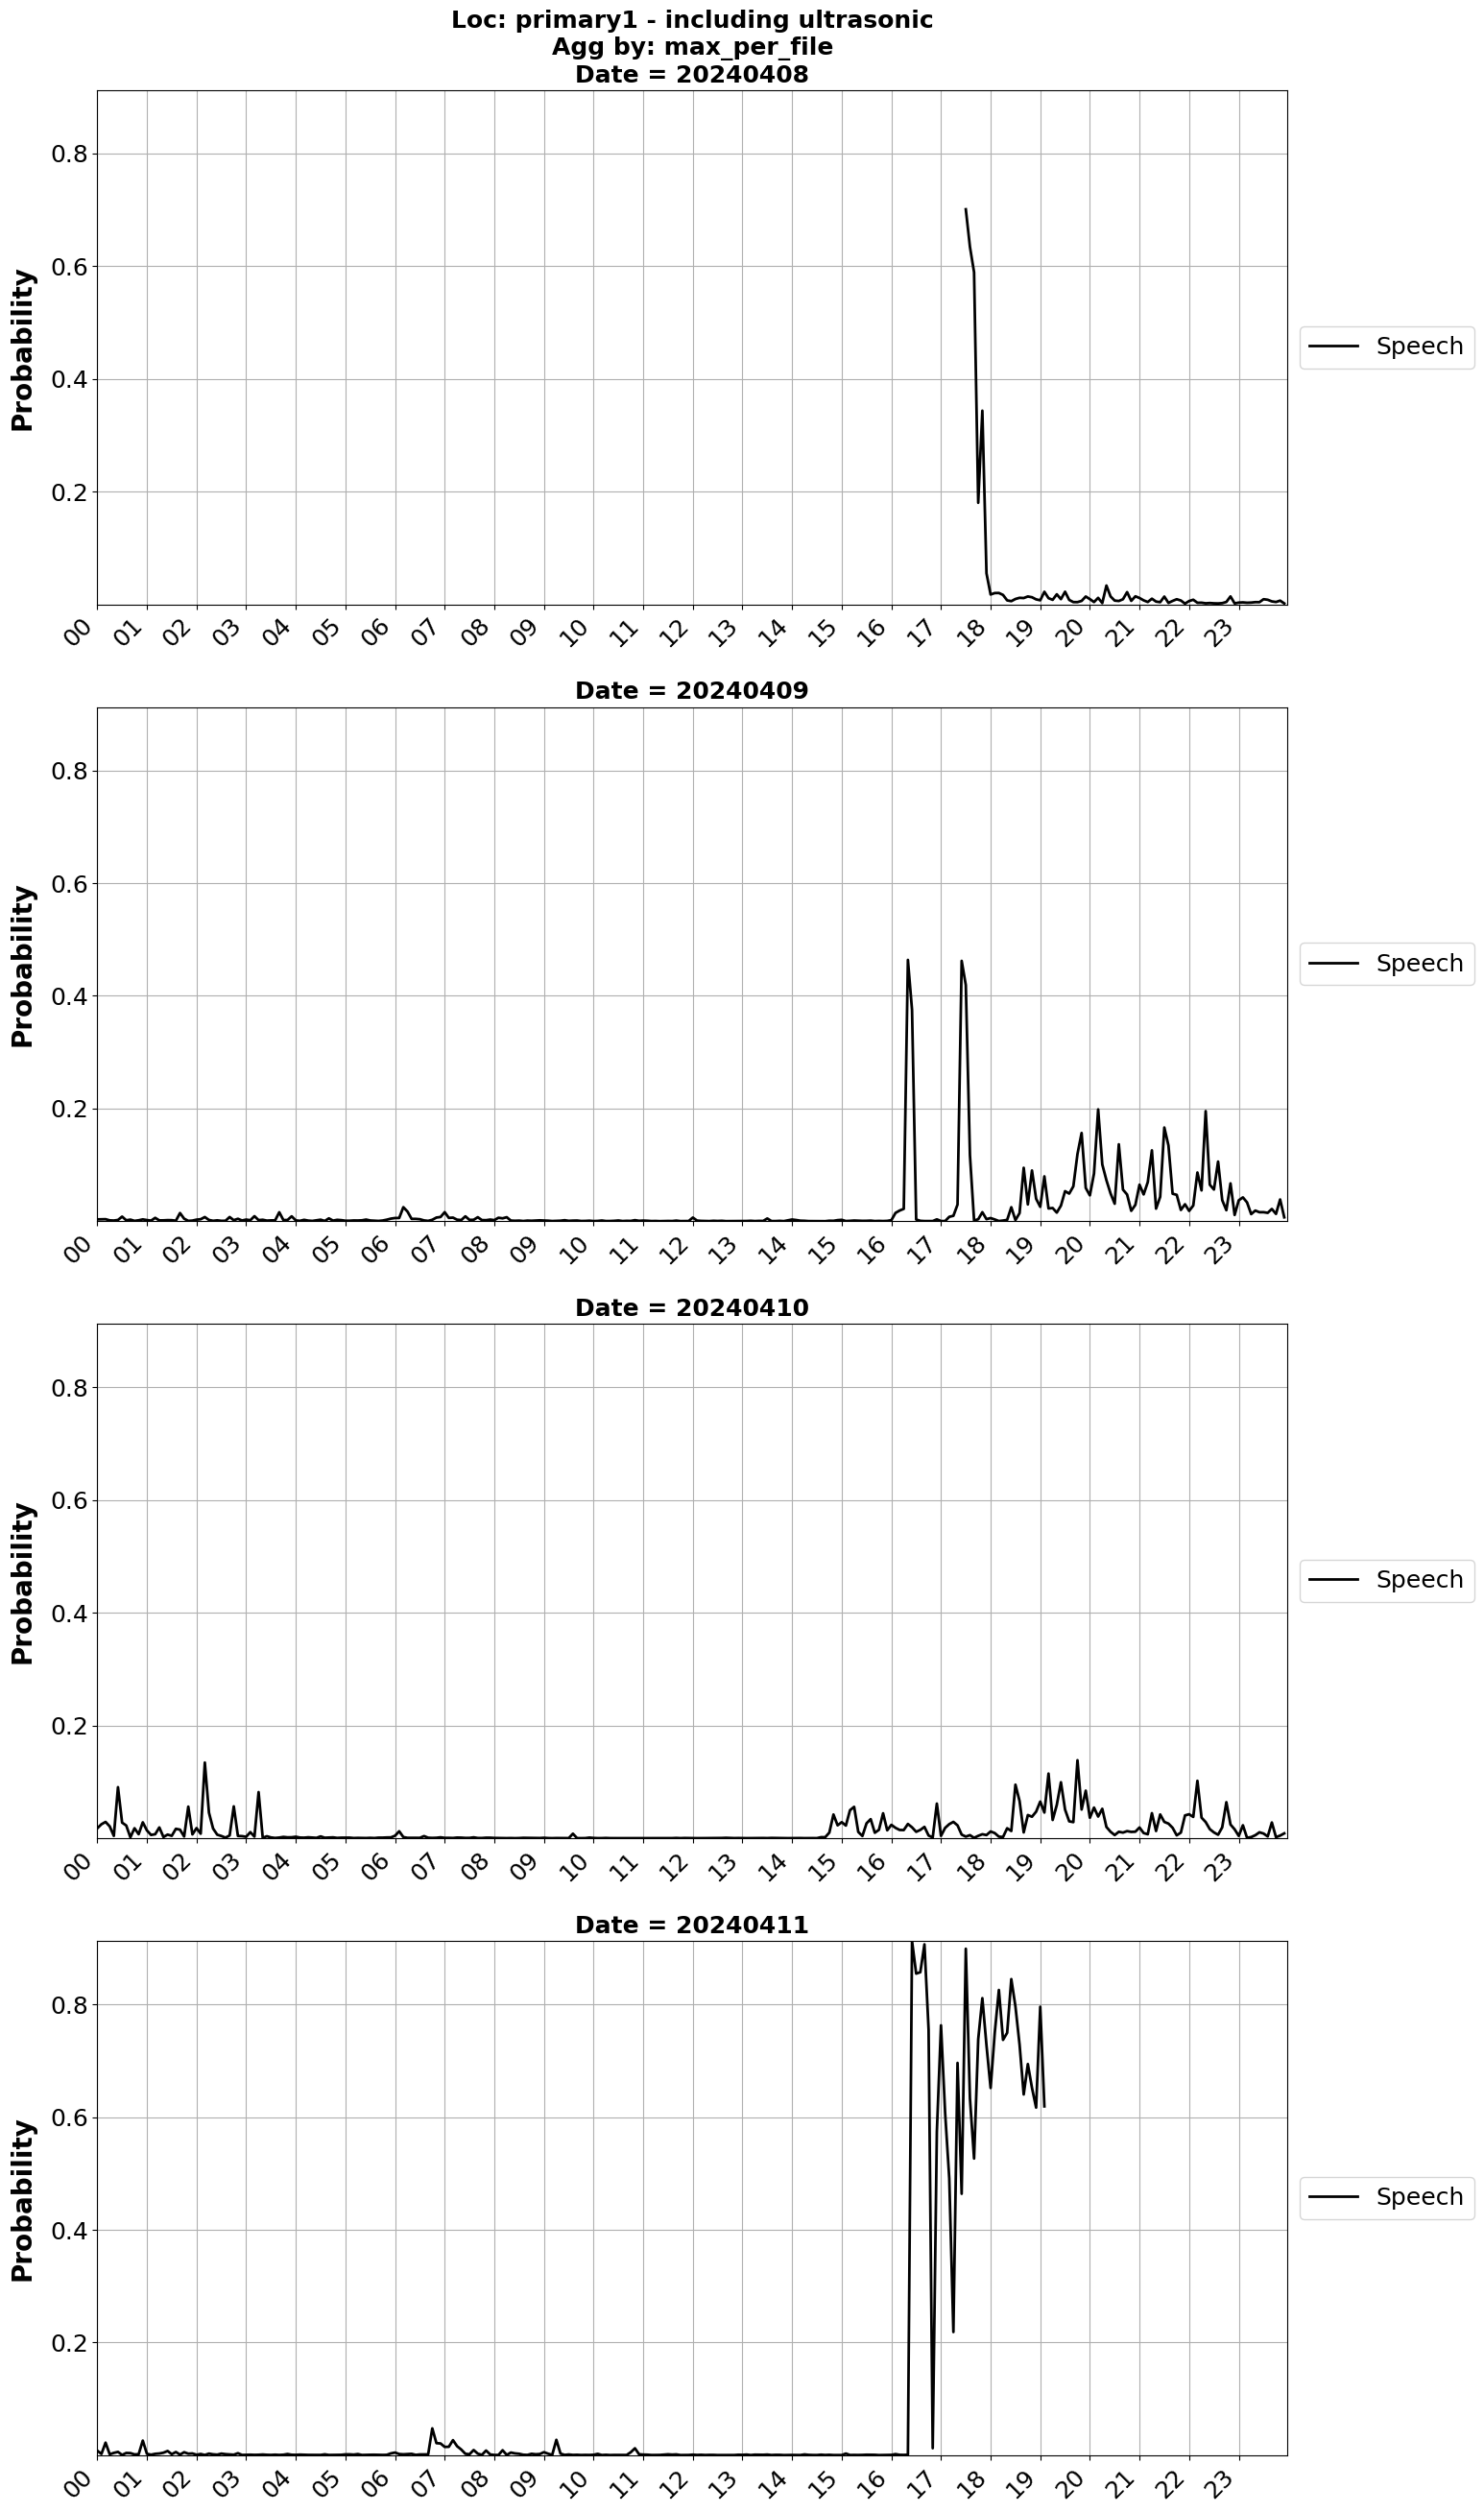 Loc: primary1 - including ultrasonic
Agg by: max_per_file
Date = 20240408
Probability
0.8
0.6
0.4
0.2
00 01 02 03 04 05 06 07 08 09 10 11 12 13 14 15 16 17 18 19 20 21 22 23
Speech
Date = 20240409
Probability
0.8
0.6
0.4
0.2
00 01 02 03 04 05 06 07 08 09 10 11 12 13 14 15 16 17 18 19 20 21 22 23
Speech
Date = 20240410
Probability
0.8
0.6
0.4
0.2
00 01 02 03 04 05 06 07 08 09 10 11 12 13 14 15 16 17 18 19 20 21 22 23
Speech
Date = 20240411
Probability
0.8
0.6
0.4
0.2
00 01 02 03 04 05 06 07 08 09 10 11 12 13 14 15 16 17 18 19 20 21 22 23
Speech